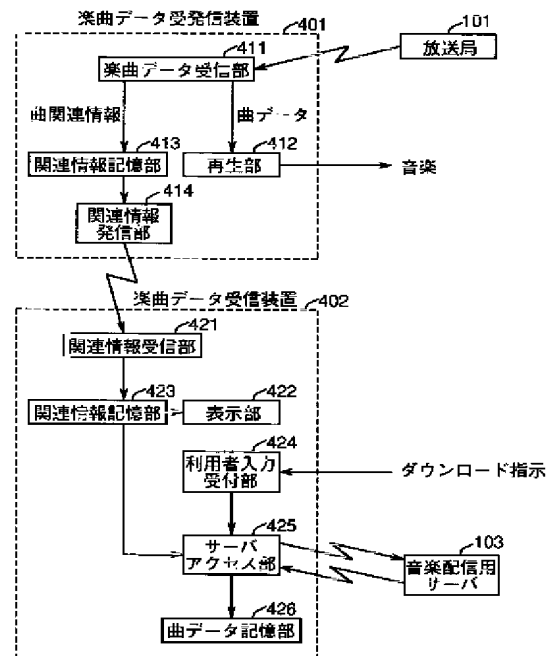 楽曲データ受発信装置
401
101
放送局
411
楽曲データ受信部
曲関連情報
曲データ
413
関連情報記憶部
412
再生部
音楽
414
関連情報
発信部
楽曲データ受信装置
402
421
関連情報受信部
423
関連情報記憶部
422
表示部
424
利用者入力
受付部
ダウンロード指示
425
サーバ
アクセス部
103
音楽配信用
サーバ
426
曲データ記憶部